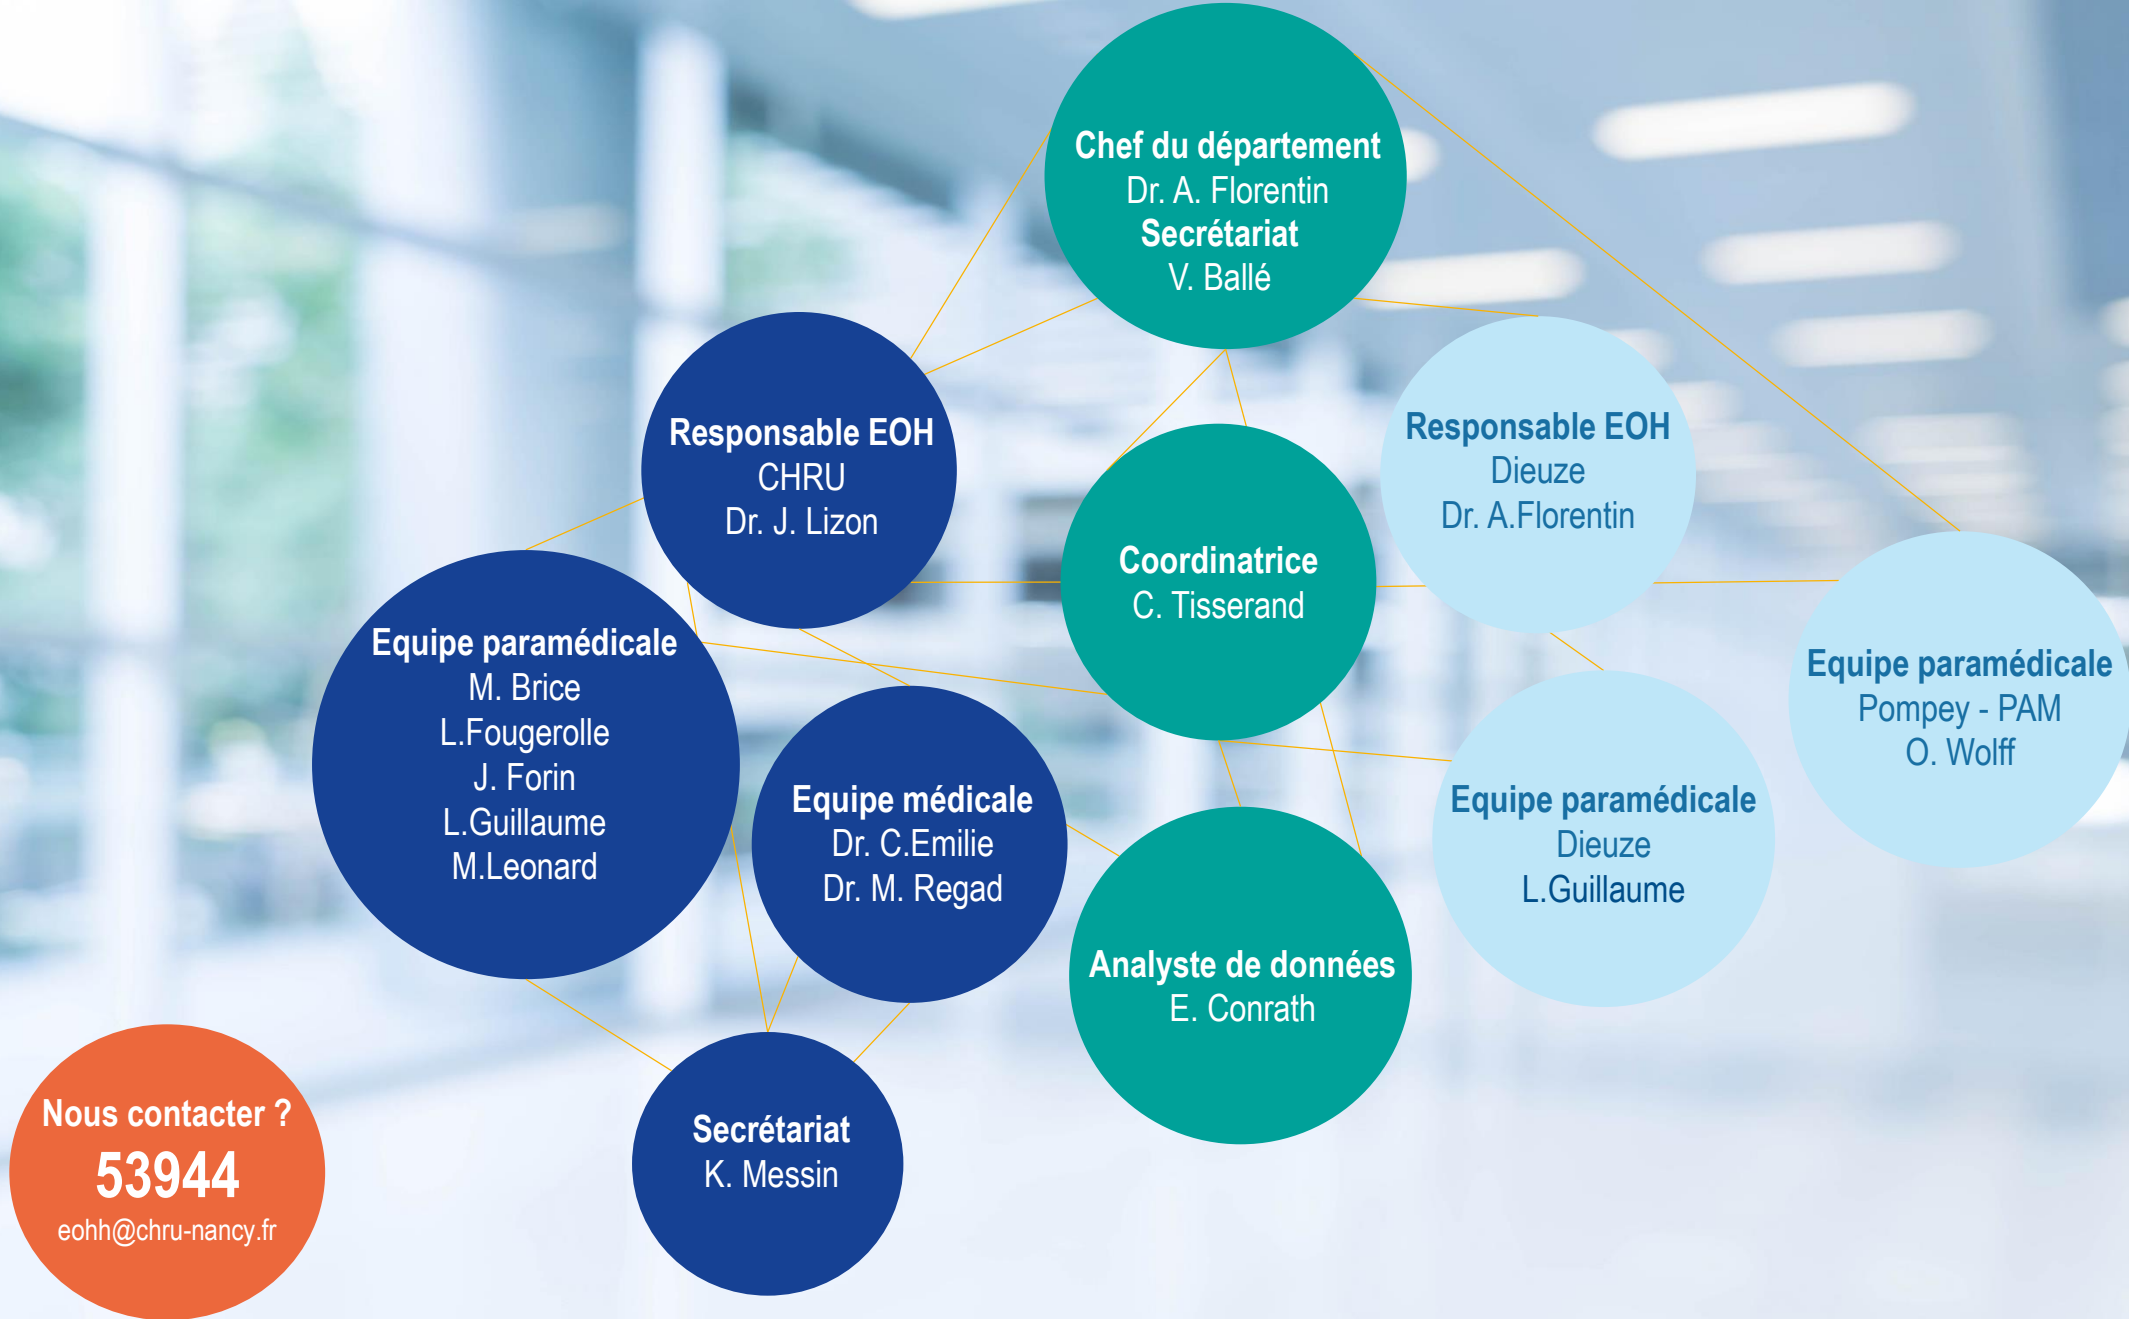 Chef du département
Dr. A. Florentin
Secrétariat
V. Ballé
Responsable EOH
CHRU
Dr. J. Lizon
Responsable EOH
Dieuze
Dr. A.Florentin
Coordinatrice
C. Tisserand
Equipe paramédicale
M. Brice
L.Fougerolle
J. Forin
L.Guillaume
M.Leonard
Equipe paramédicale
Pompey - PAM
O. Wolff
Equipe médicale
Dr. C.Emilie
Dr. M. Regad
Equipe paramédicale
Dieuze
L.Guillaume
Analyste de données
E. Conrath
Secrétariat
K. Messin
Nous contacter ?
53944
eohh@chru-nancy.fr